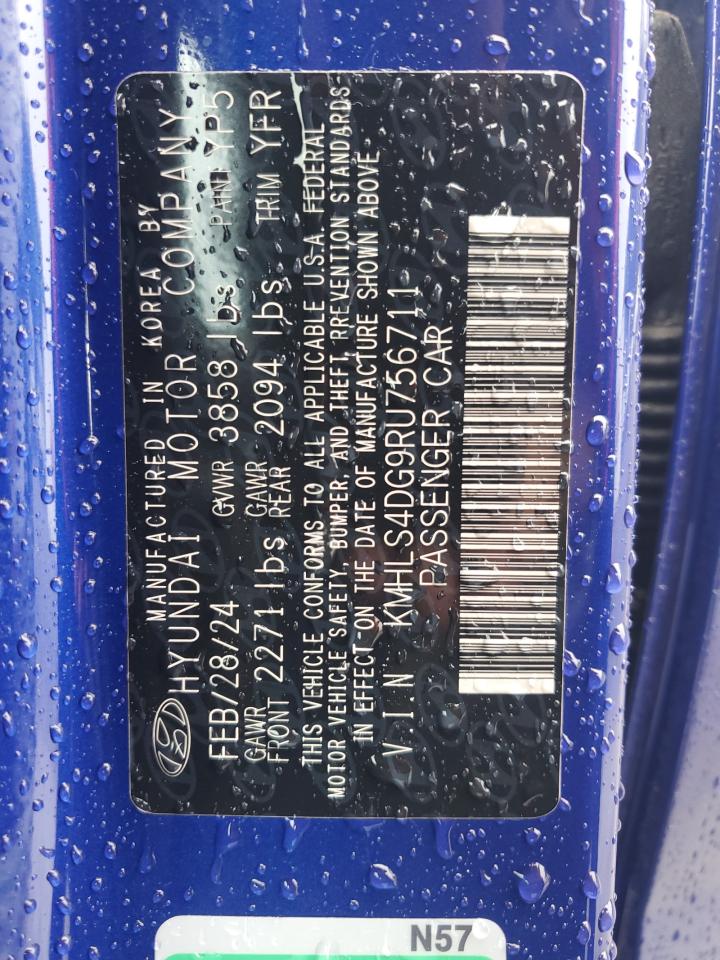 MANUFACTURED IN KOREA BY
HYUNDAI MOTOR COMPANY
FEB/28/24 GVWR 3858 lbs PAINT YP5
GAWR FRONT 2271 lbs GAWR REAR 2094 lbs TRIM YFR
THIS VEHICLE CONFORMS TO ALL APPLICABLE U.S.A. FEDERAL
MOTOR VEHICLE SAFETY, BUMPER, AND THEFT PREVENTION STANDARDS
IN EFFECT ON THE DATE OF MANUFACTURE SHOWN ABOVE.
VIN KMHLS4DG9RU756711
PASSENGER CAR
N57